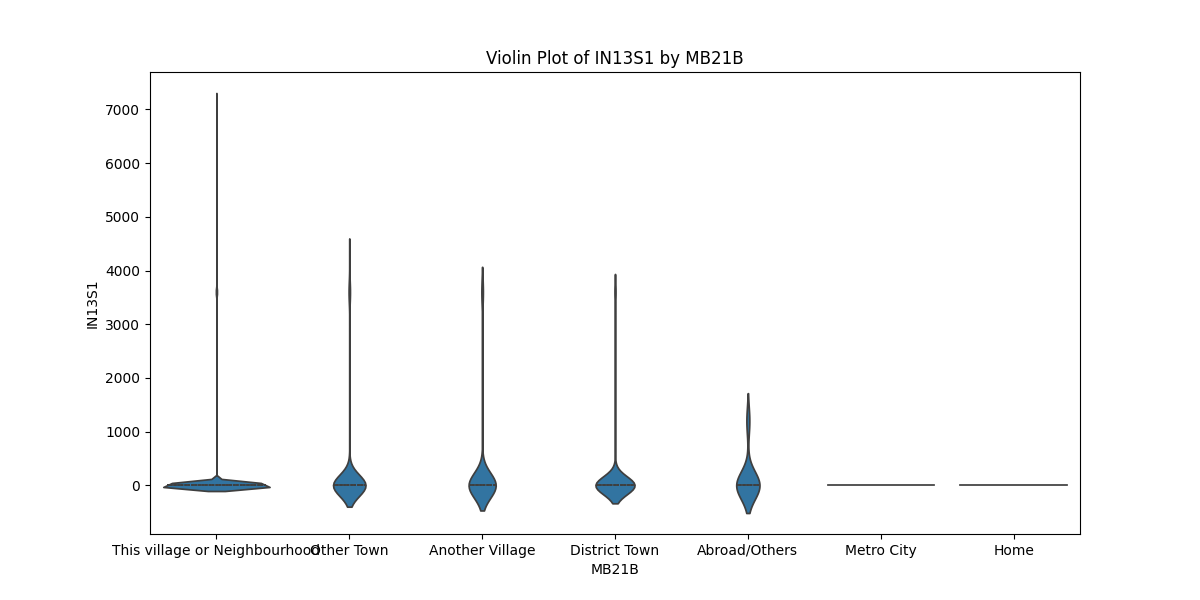 Violin Plot of IN13S1 by MB21B
7000
6000
5000
4000
3000
2000
1000
0
IN13S1
This village or Neighbourhood
Other Town
Another Village
District Town
Abroad/Others
Metro City
Home
MB21B